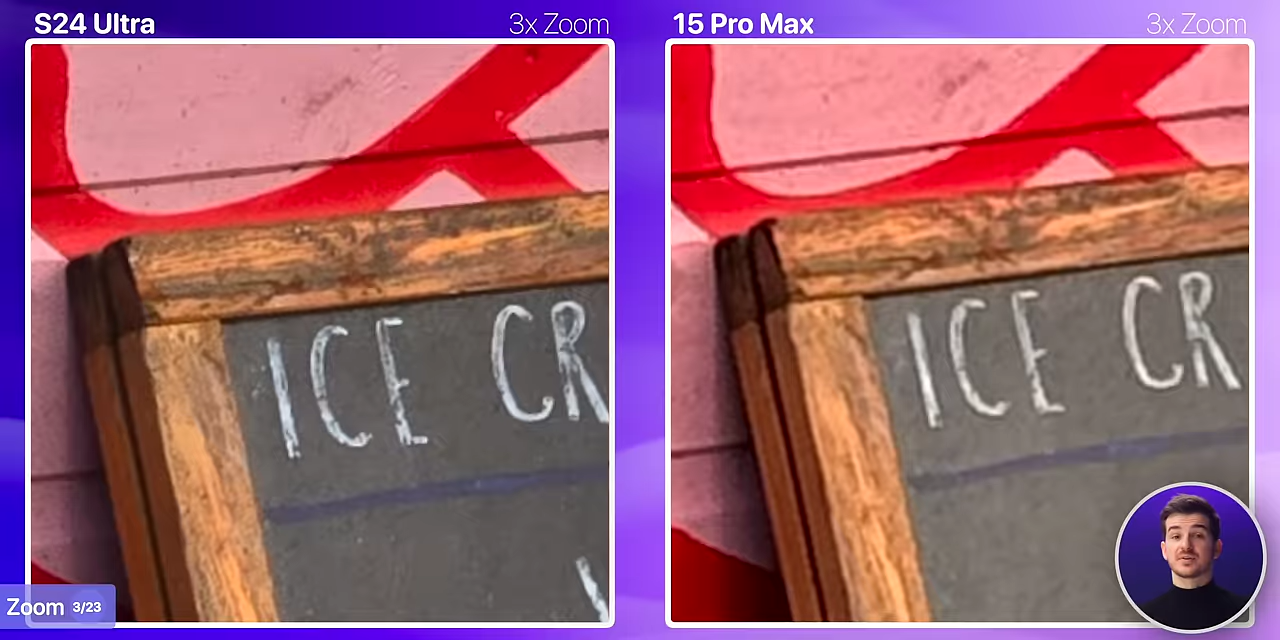 S24 Ultra 3x Zoom
15 Pro Max 3x Zoom
ICE CR
ICE CR
Zoom 3/23